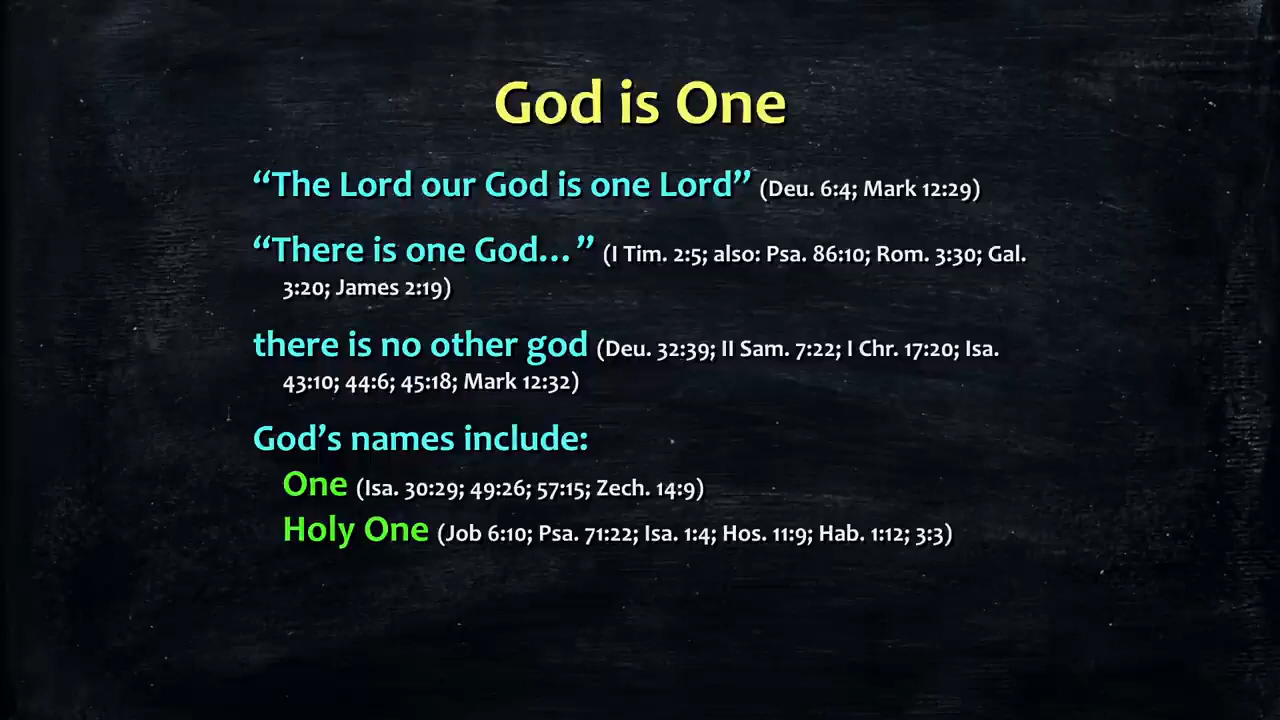 God is One
“The Lord our God is one Lord” (Deu. 6:4; Mark 12:29)
“There is one God…” (I Tim. 2:5; also: Psa. 86:10; Rom. 3:30; Gal.
3:20; James 2:19)
there is no other god (Deu. 32:39; II Sam. 7:22; I Chr. 17:20; Isa.
43:10; 44:6; 45:18; Mark 12:32)
God’s names include:
One (Isa. 30:29; 49:26; 57:15; Zech. 14:9)
Holy One (Job 6:10; Psa. 71:22; Isa. 1:4; Hos. 11:9; Hab. 1:12; 3:3)